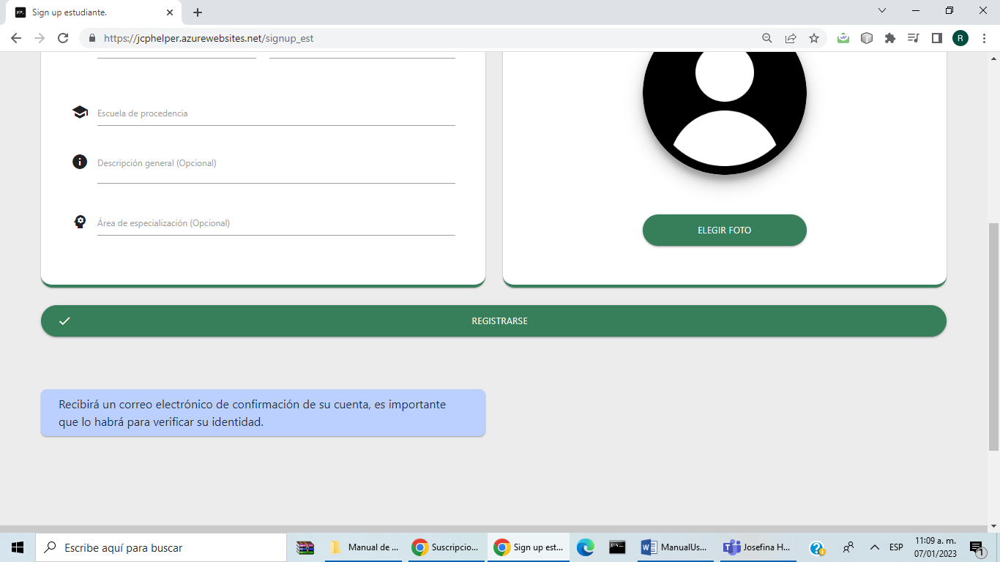 Sign up estudiante.
https://jcphelper.azurewebsites.net/signup_est
R
Escuela de procedencia
Descripción general (Opcional)
Área de especialización (Opcional)
ELEGIR FOTO
REGISTRARSE
Recibirá un correo electrónico de confirmación de su cuenta, es importante
que lo habrá para verificar su identidad.
Escribe aquí para buscar
Manual de ...
Suscripcio...
Sign up est...
ManualUs...
Josefina H...
ESP
11:09 a. m.
07/01/2023
1